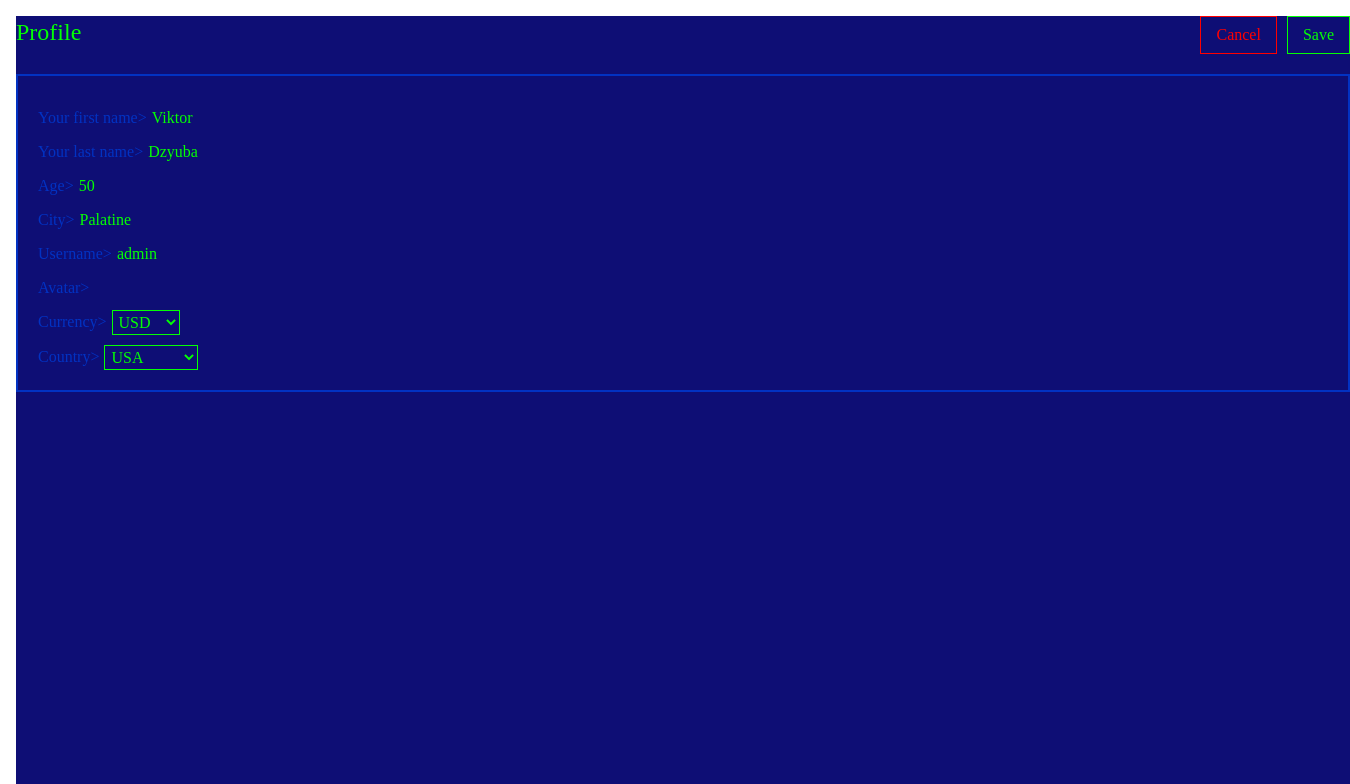 Profile
Cancel
Save
Your first name> Viktor
Your last name> Dzyuba
Age> 50
City> Palatine
Username> admin
Avatar>
Currency> USD
Country> USA